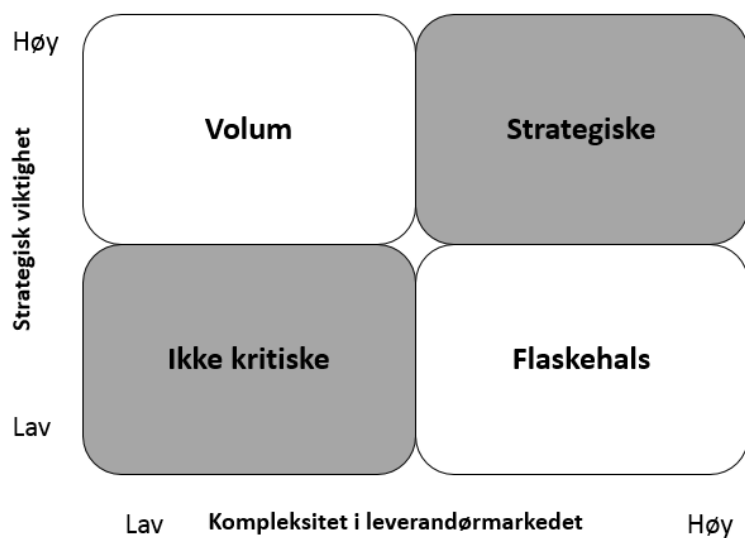 Høy
Volum
Strategiske
Strategisk viktighet
Ikke kritiske
Flaskehals
Lav
Lav
Kompleksitet i leverandørmarkedet
Høy